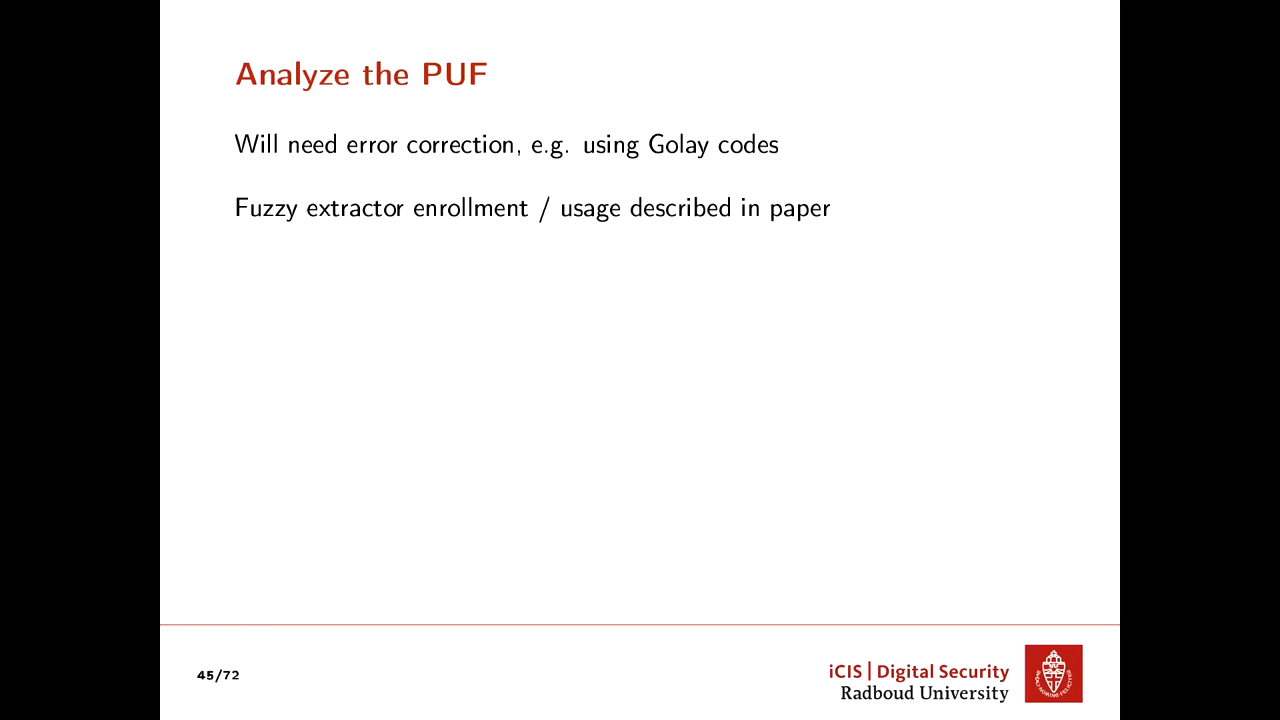 Analyze the PUF
Will need error correction, e.g. using Golay codes
Fuzzy extractor enrollment / usage described in paper
45/72
iCIS | Digital Security
Radboud University